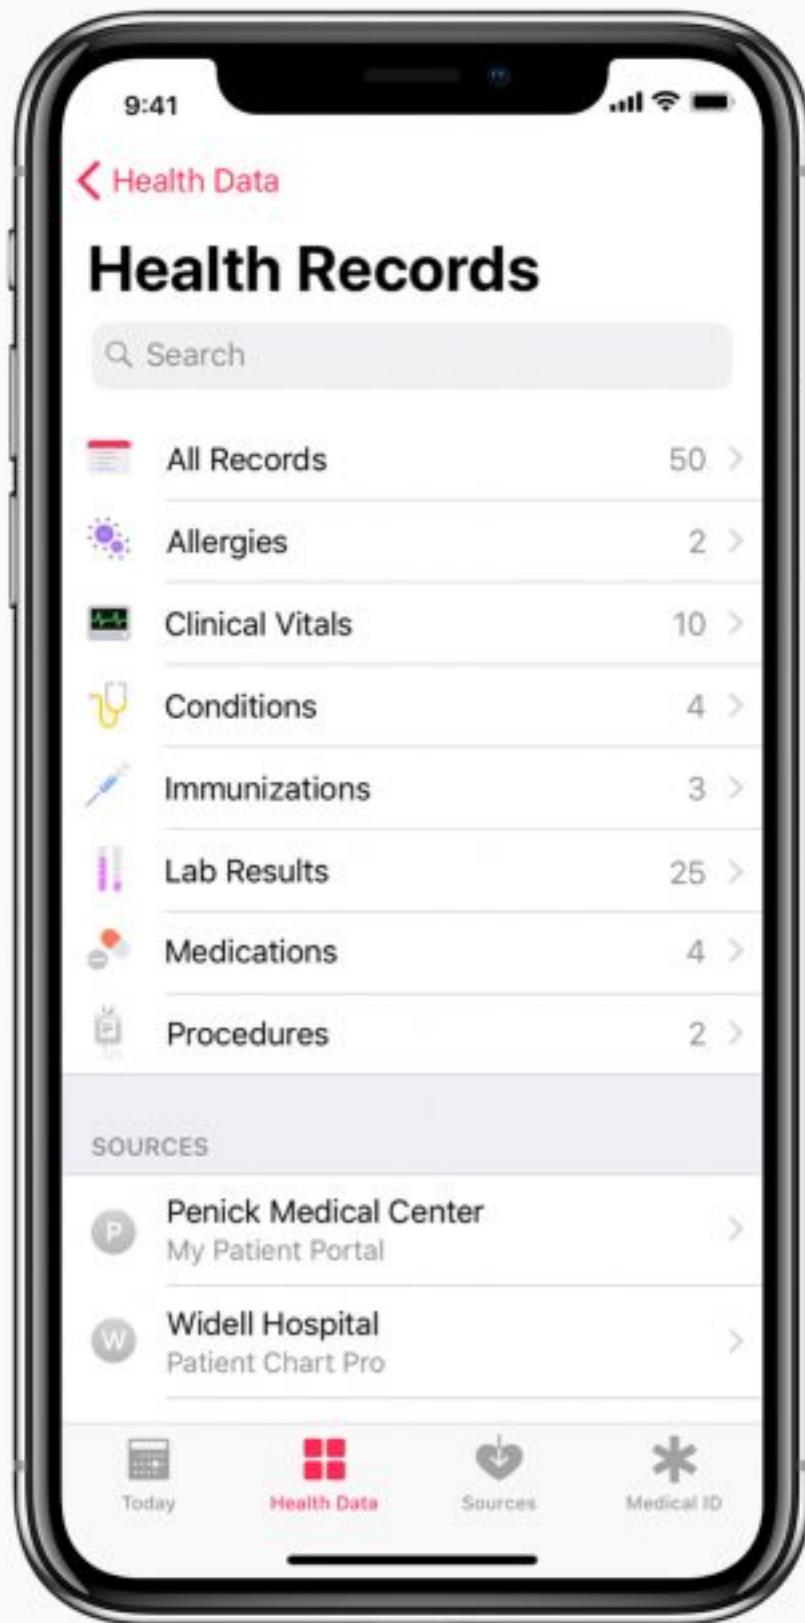 9:41
Health Data
Health Records
Search
All Records 50
Allergies 2
Clinical Vitals 10
Conditions 4
Immunizations 3
Lab Results 25
Medications 4
Procedures 2
SOURCES
P Penick Medical Center
My Patient Portal
W Widell Hospital
Patient Chart Pro
Today Health Data Sources Medical ID